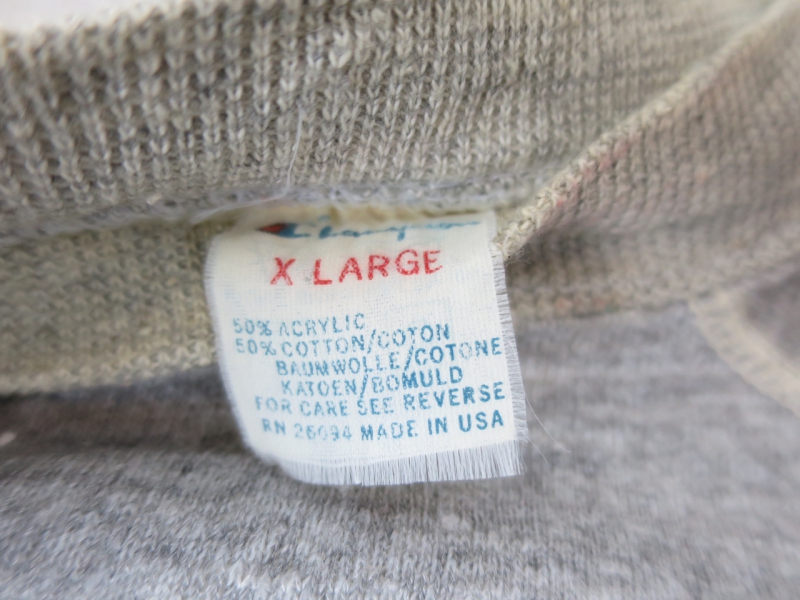 Champion
X LARGE
50% ACRYLIC
50% COTTON/COTON
BAUMWOLLE/COTONE
KATOEN/BOMULD
FOR CARE SEE REVERSE
RN 26094 MADE IN USA